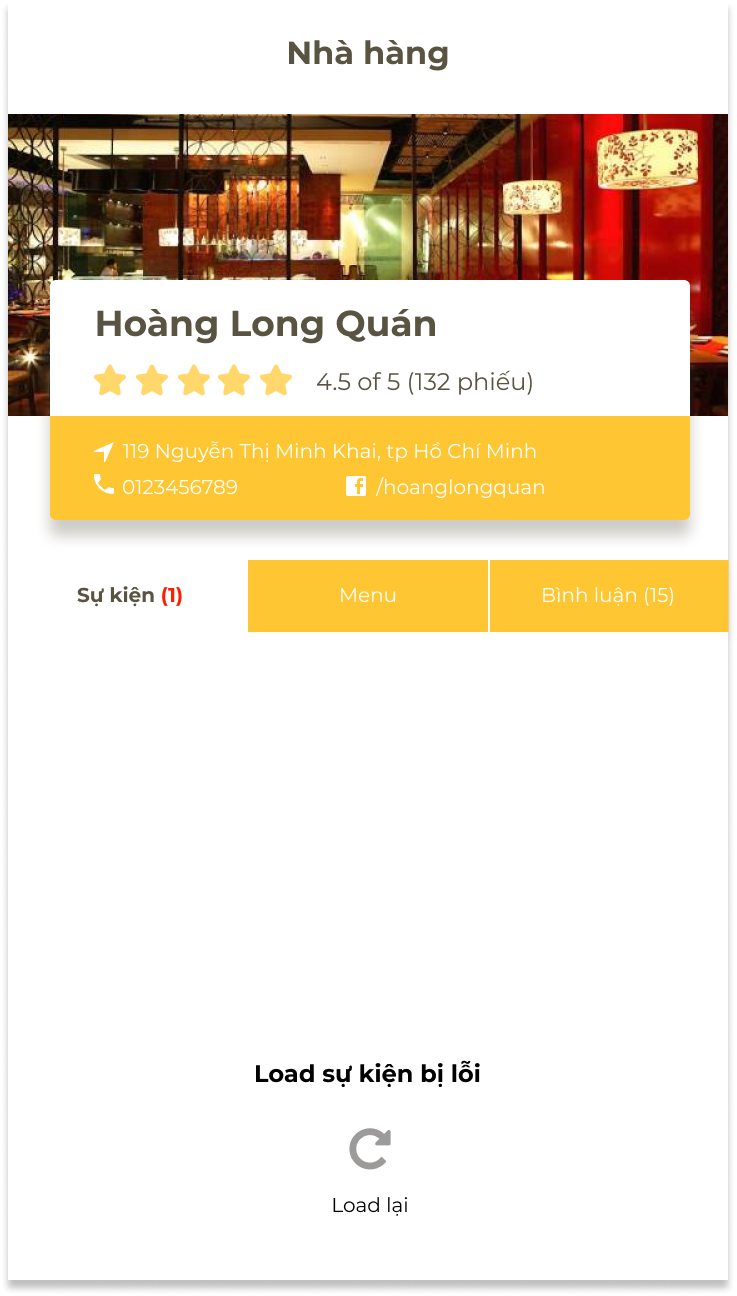 Nhà hàng
Hoàng Long Quán
4.5 of 5 (132 phiếu)
119 Nguyễn Thị Minh Khai, tp Hồ Chí Minh
0123456789 /hoanglongquan
Sự kiện (1) Menu Bình luận (15)
Load sự kiện bị lỗi
Load lại